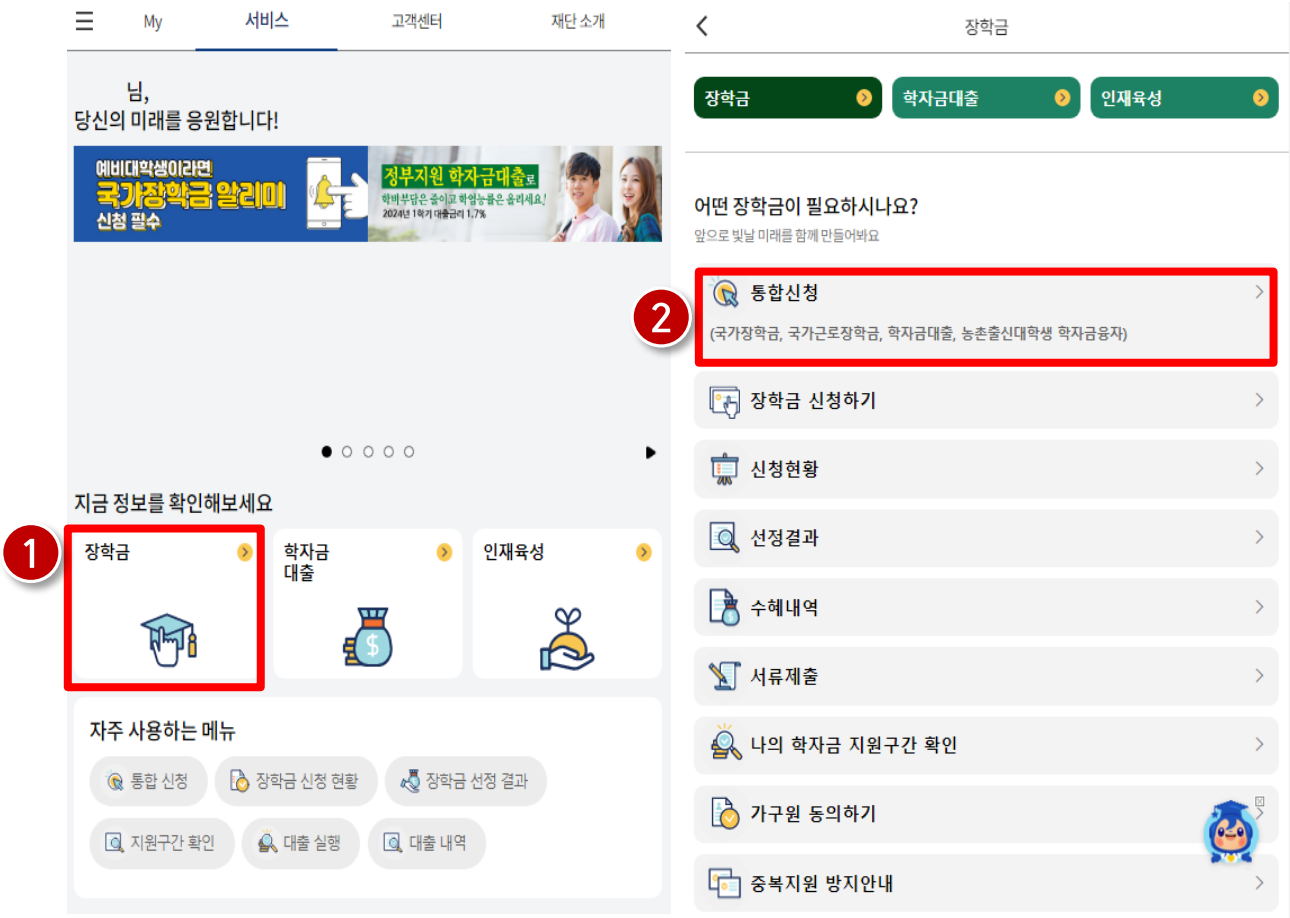 My
서비스
고객센터
재단 소개
님,
당신의 미래를 응원합니다!
예비대학생이라면
국가장학금 알리미
신청 필수
정부지원 학자금대출로
학비부담은 줄이고 학업능률은 올리세요!
2024년 1학기 대출금리 1.7%
지금 정보를 확인해보세요
1
장학금
학자금
대출
인재육성
자주 사용하는 메뉴
통합 신청
장학금 신청 현황
장학금 선정 결과
지원구간 확인
대출 실행
대출 내역
장학금
장학금
학자금대출
인재육성
어떤 장학금이 필요하시나요?
앞으로 빛날 미래를 함께 만들어봐요
2
통합신청
(국가장학금, 국가근로장학금, 학자금대출, 농촌출신대학생 학자금융자)
장학금 신청하기
신청현황
선정결과
수혜내역
서류제출
나의 학자금 지원구간 확인
가구원 동의하기
중복지원 방지안내